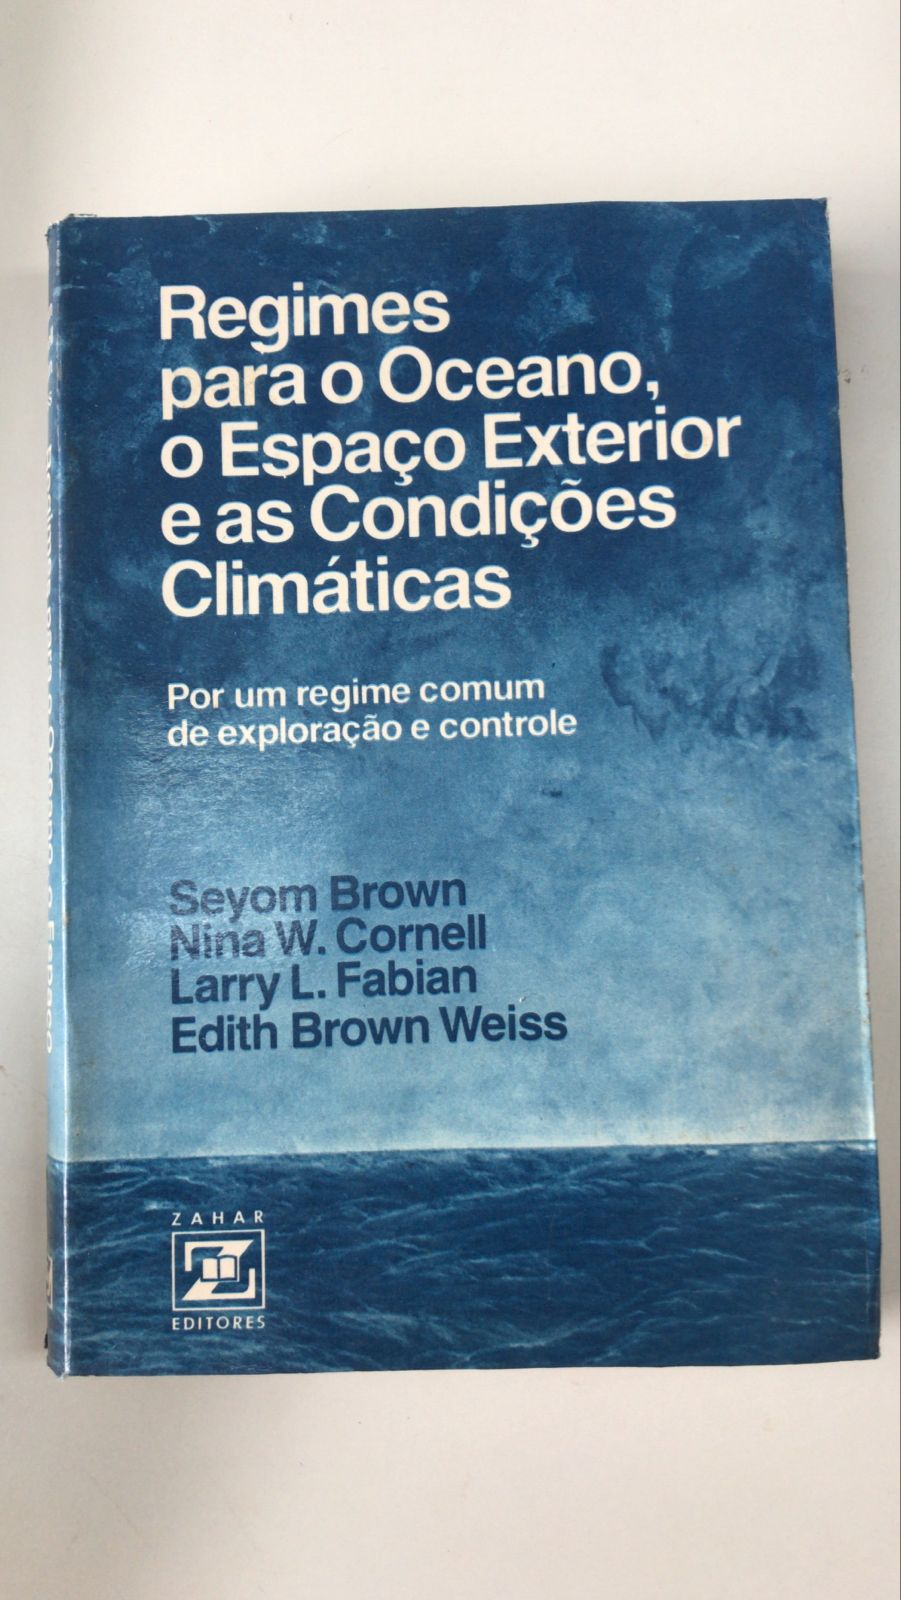 Regimes
para o Oceano,
o Espaço Exterior
e as Condições
Climáticas
Por um regime comum
de exploração e controle
Seyom Brown
Nina W. Cornell
Larry L. Fabian
Edith Brown Weiss
ZAHAR
EDITORES